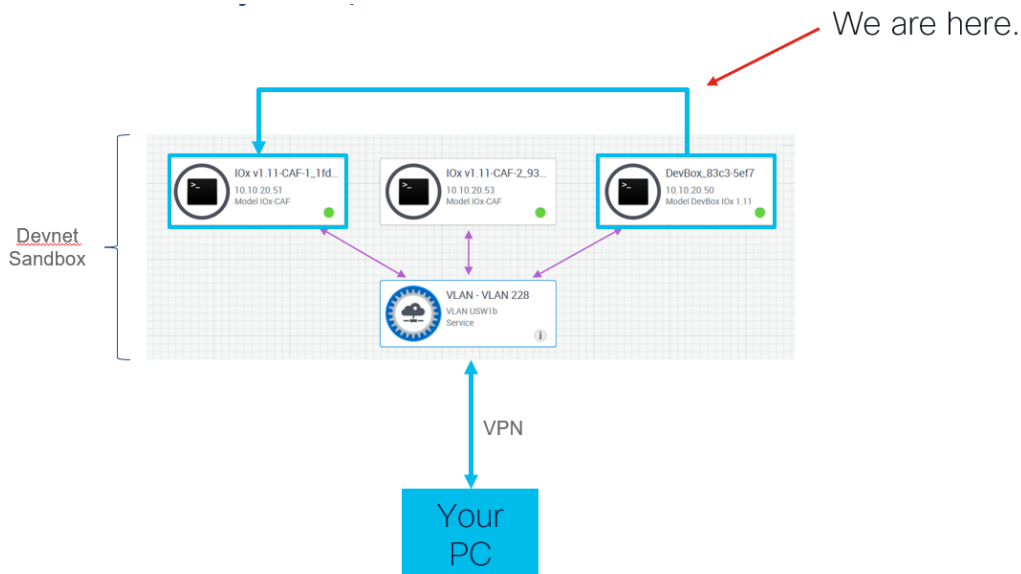 We are here.
IOx v1.11-CAF-1_1fd...
10.10.20.51
Model IOx-CAF
IOx v1.11-CAF-2_93...
10.10.20.53
Model IOx-CAF
DevBox_83c3-5ef7
10.10.20.50
Model DevBox IOx 1.11
Devnet
Sandbox
VLAN - VLAN 228
VLAN USW1b
Service
i
VPN
Your
PC